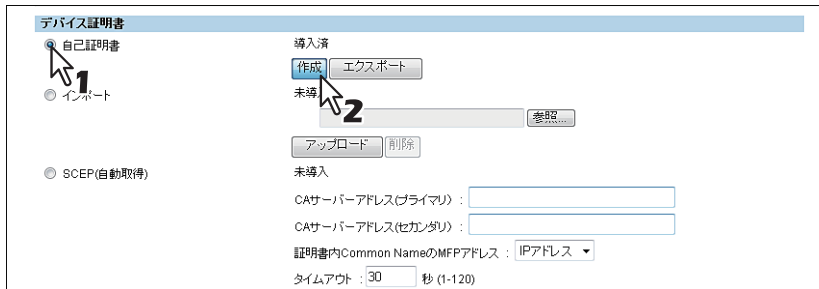 デバイス証明書
自己証明書 導入済
1
作成 エクスポート
インポート 未導
2
参照...
アップロード 削除
SCEP(自動取得) 未導入
CAサーバーアドレス(プライマリ) :
CAサーバーアドレス(セカンダリ) :
証明書内Common NameのMFPアドレス : IPアドレス
タイムアウト : 30 秒 (1-120)